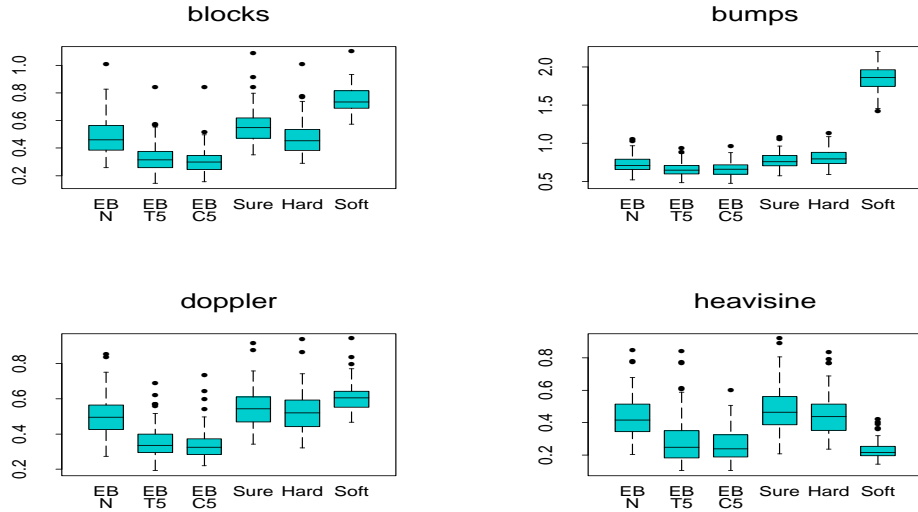 blocks
0.2 0.4 0.6 0.8 1.0
EB EB EB Sure Hard Soft
N T5 C5
bumps
0.5 1.0 1.5 2.0
EB EB EB Sure Hard Soft
N T5 C5
doppler
0.2 0.4 0.6 0.8
EB EB EB Sure Hard Soft
N T5 C5
heavisine
0.2 0.4 0.6 0.8
EB EB EB Sure Hard Soft
N T5 C5